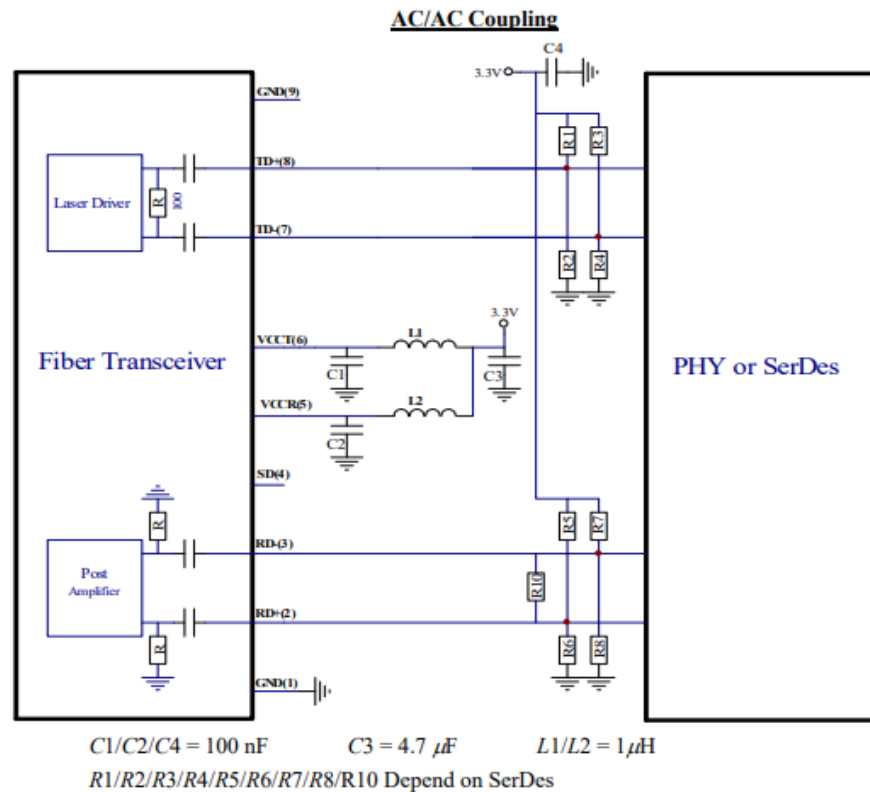 AC/AC Coupling
C4
3.3V
GND(9)
R1
R3
TD+(8)
Laser Driver
R
100
TD-(7)
R2
R4
3.3V
VCCT(6)
L1
Fiber Transceiver
C1
C3
PHY or SerDes
VCCR(5)
L2
C2
SD(4)
R
R5
R7
RD-(3)
Post
Amplifier
R10
RD+(2)
R
R6
R8
GND(1)
C1/C2/C4 = 100 nF C3 = 4.7 μF L1/L2 = 1μH
R1/R2/R3/R4/R5/R6/R7/R8/R10 Depend on SerDes